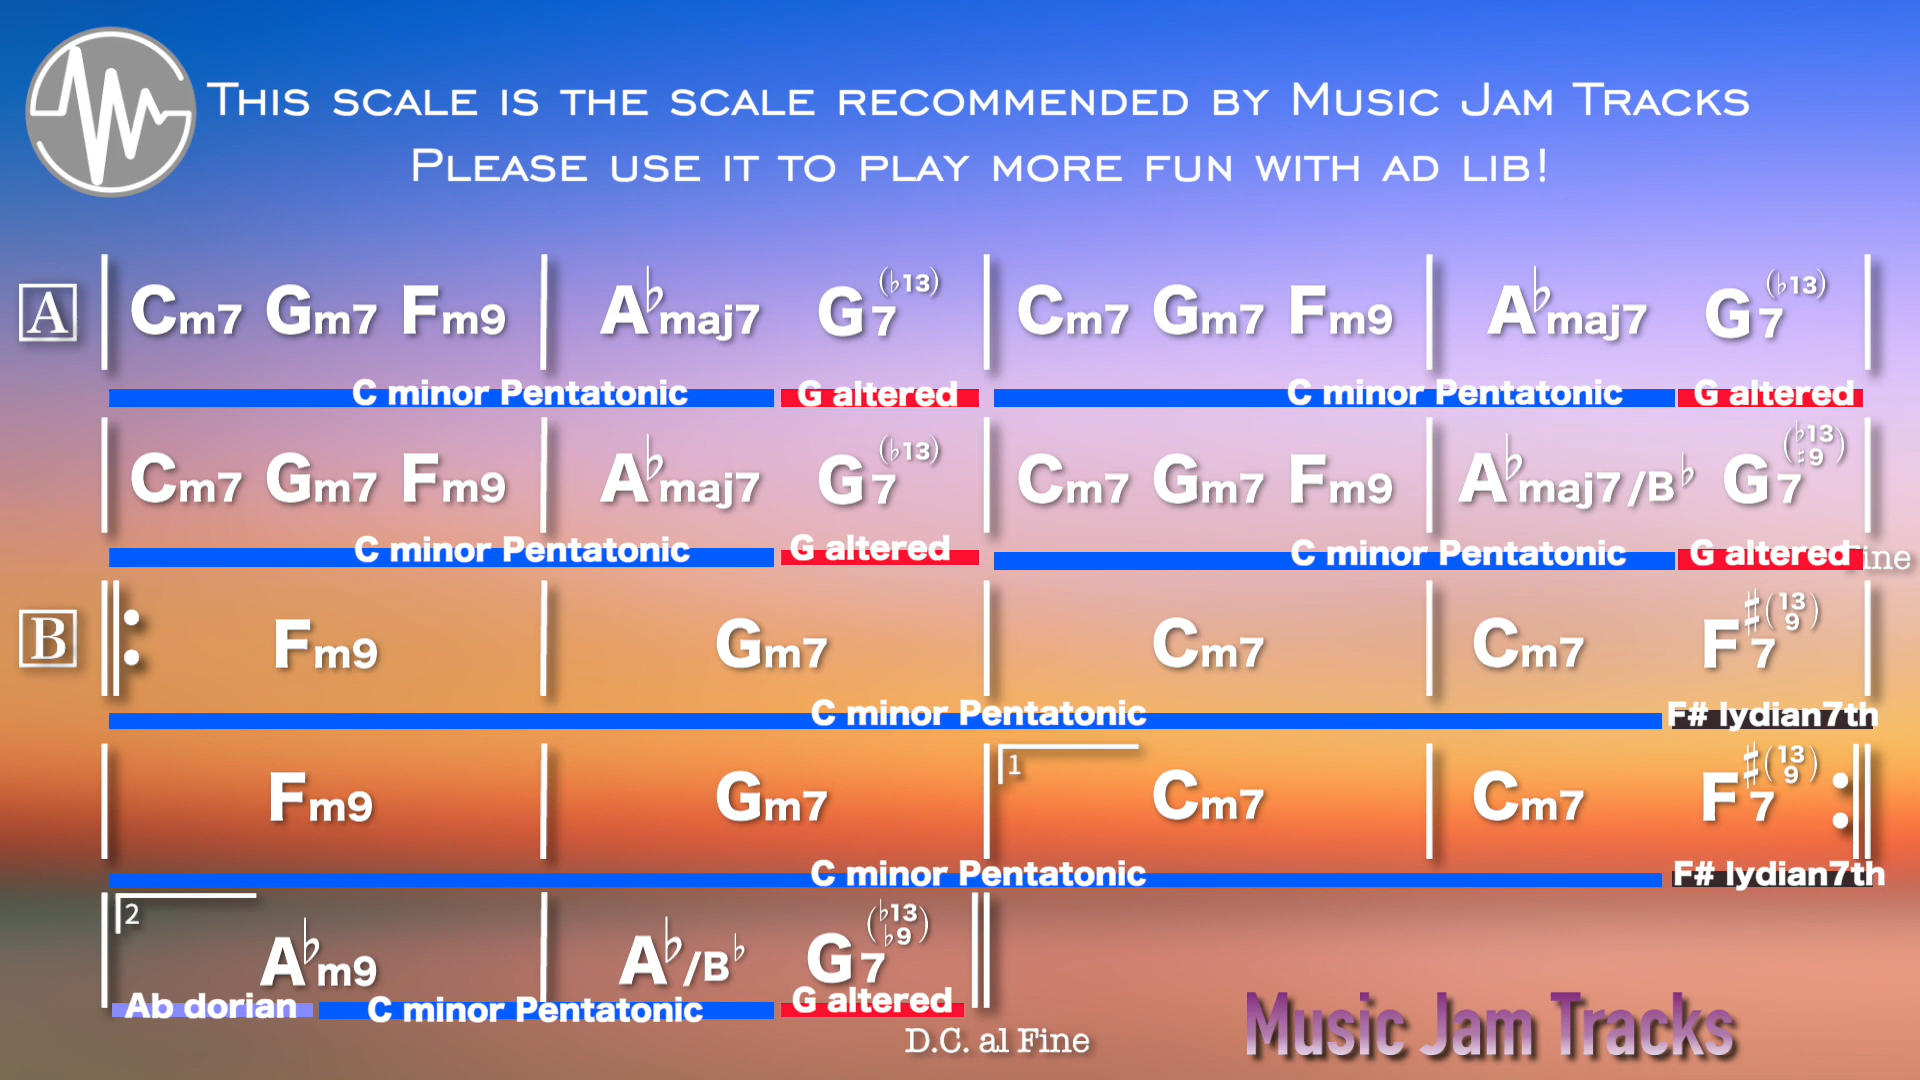 This scale is the scale recommended by Music Jam Tracks
Please use it to play more fun with ad lib!
A Cm7 Gm7 Fm9 A♭maj7 G7(♭13) Cm7 Gm7 Fm9 A♭maj7 G7(♭13)
C minor Pentatonic G altered C minor Pentatonic G altered
Cm7 Gm7 Fm9 A♭maj7 G7(♭13) Cm7 Gm7 Fm9 A♭maj7/B♭ G7(♭13 ♯9)
C minor Pentatonic G altered C minor Pentatonic G altered
B Fm9 Gm7 Cm7 Cm7 F♯7(13 9)
C minor Pentatonic F# lydian7th
Fm9 Gm7 1 Cm7 Cm7 F♯7(13 9)
C minor Pentatonic F# lydian7th
2 A♭m9 A♭/B♭ G7(♭13 ♭9)
Ab dorian C minor Pentatonic G altered
D.C. al Fine
Music Jam Tracks